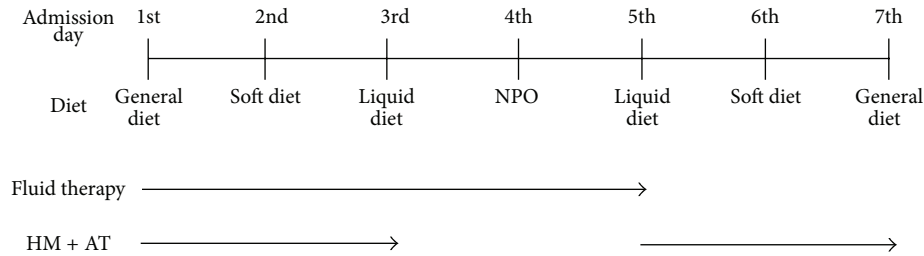 Admission day 1st 2nd 3rd 4th 5th 6th 7th
Diet General diet Soft diet Liquid diet NPO Liquid diet Soft diet General diet
Fluid therapy
HM + AT